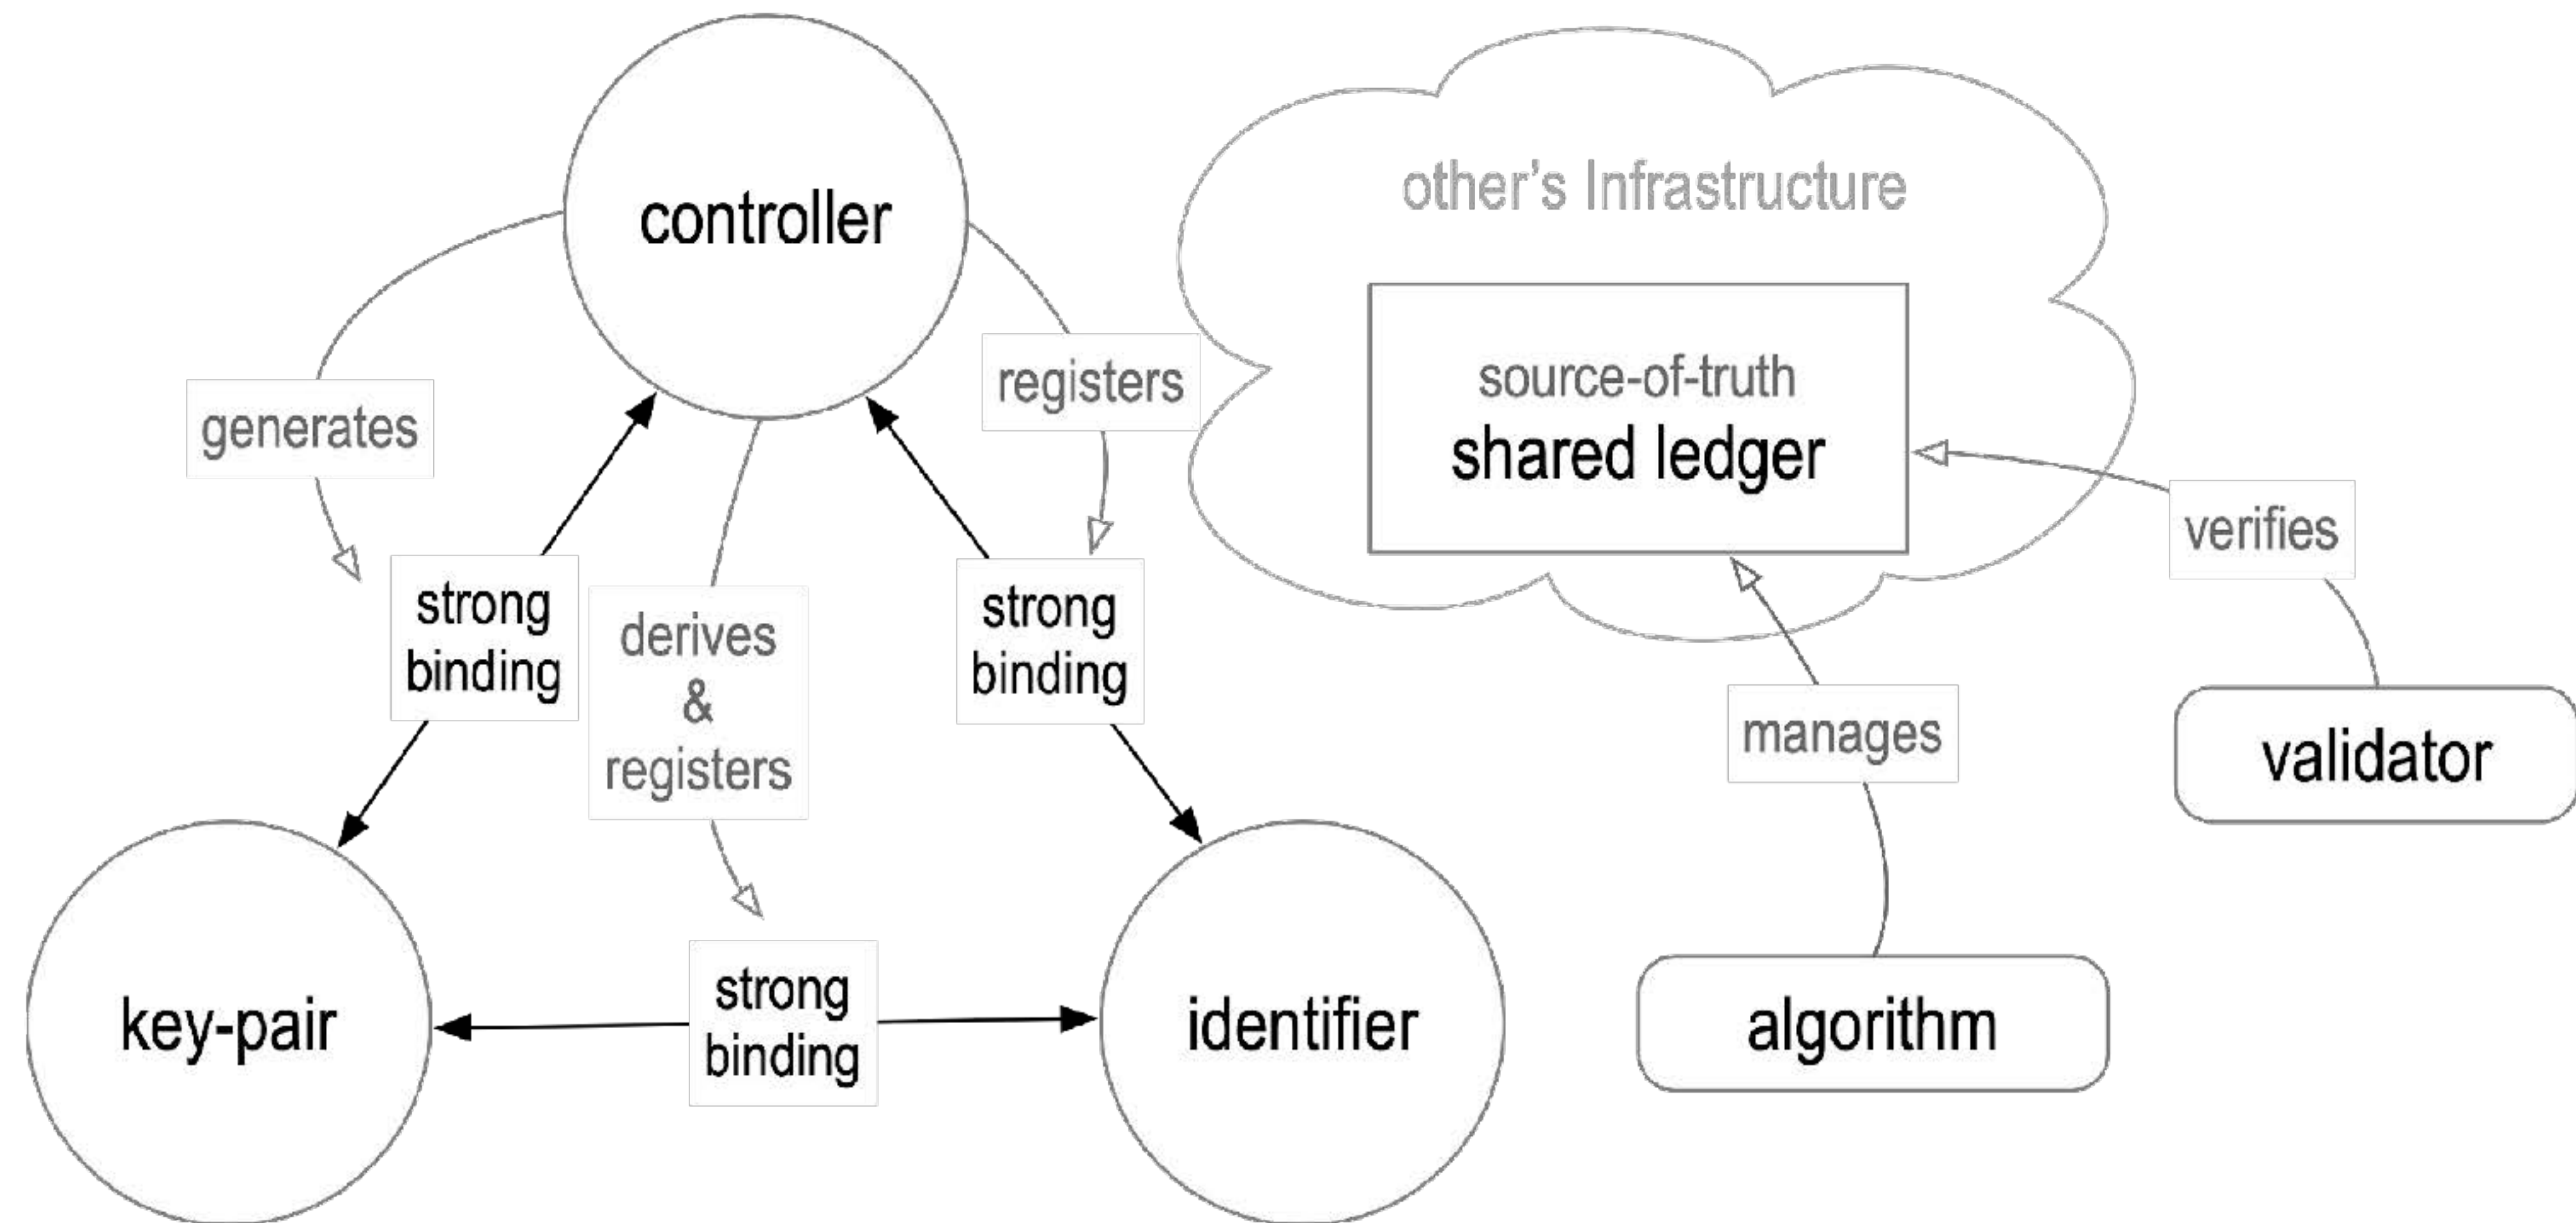 controller
other's Infrastructure
generates
registers
source-of-truth
shared ledger
strong
binding
derives
&
registers
strong
binding
verifies
manages
validator
key-pair
strong
binding
identifier
algorithm